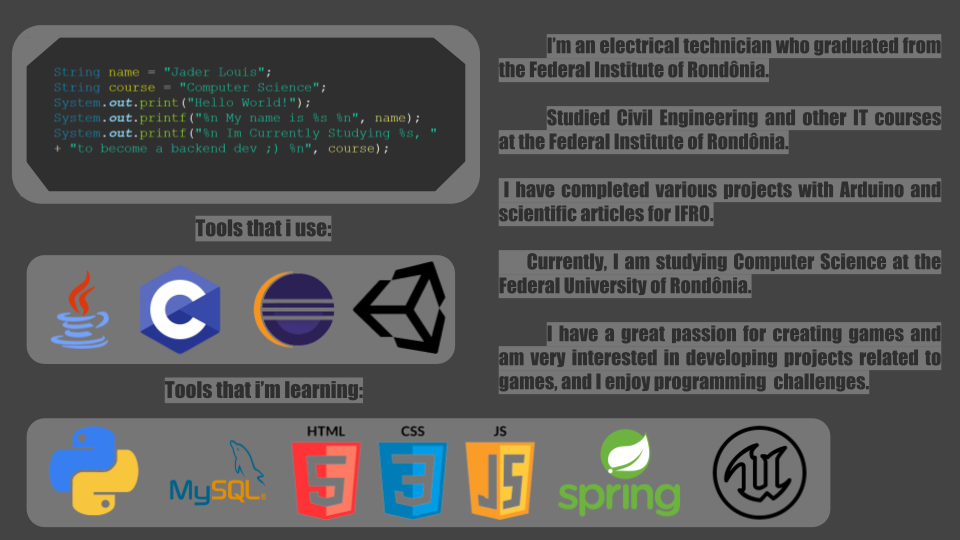 String name = "Jader Louis";
String course = "Computer Science";
System.out.print("Hello World!");
System.out.printf("%n My name is %s %n", name);
System.out.printf("%n Im Currently Studying %s, "
+ "to become a backend dev ;) %n", course);
Tools that i use:
Tools that i'm learning:
MySQL®
HTML
5
CSS
3
JS
JS
spring
I'm an electrical technician who graduated from
the Federal Institute of Rondônia.
Studied Civil Engineering and other IT courses
at the Federal Institute of Rondônia.
I have completed various projects with Arduino and
scientific articles for IFRO.
Currently, I am studying Computer Science at the
Federal University of Rondônia.
I have a great passion for creating games and
am very interested in developing projects related to
games, and I enjoy programming challenges.